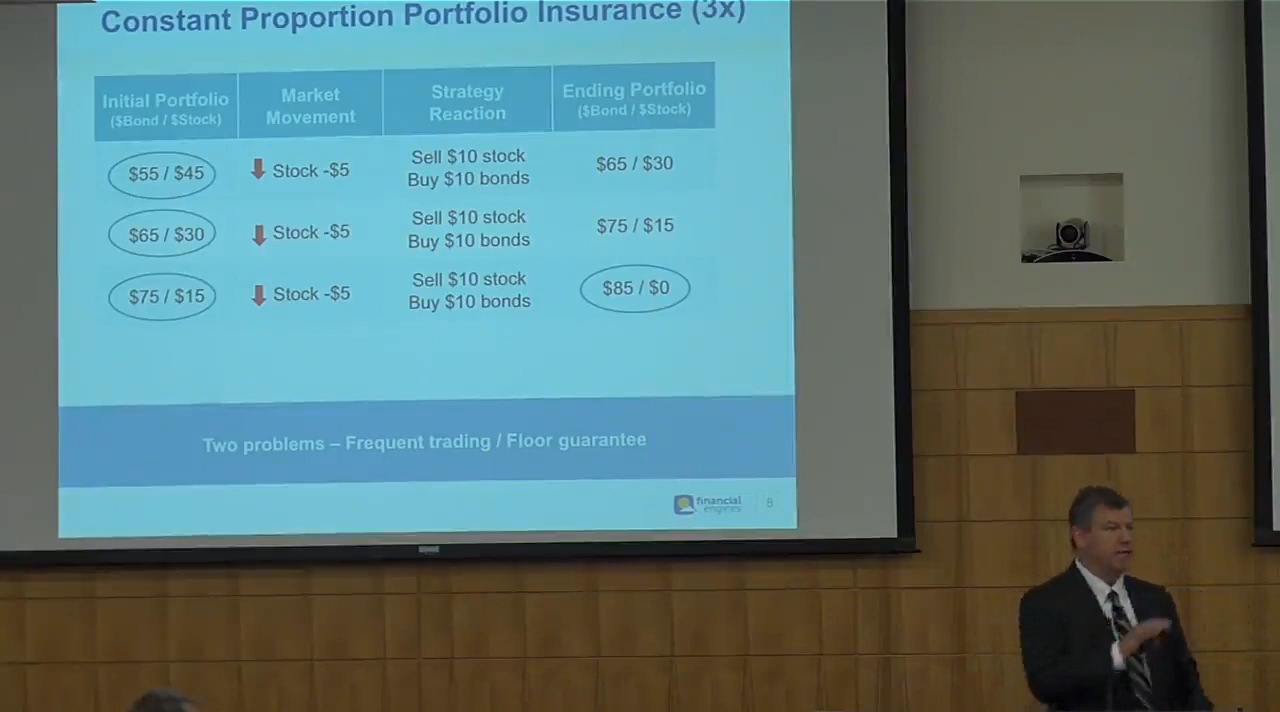 Constant Proportion Portfolio Insurance (3x)
Initial Portfolio
($Bond / $Stock)
Market
Movement
Strategy
Reaction
Ending Portfolio
($Bond / $Stock)
$55 / $45
Stock -$5
Sell $10 stock
Buy $10 bonds
$65 / $30
$65 / $30
Stock -$5
Sell $10 stock
Buy $10 bonds
$75 / $15
$75 / $15
Stock -$5
Sell $10 stock
Buy $10 bonds
$85 / $0
Two problems – Frequent trading / Floor guarantee
financial
engines
8